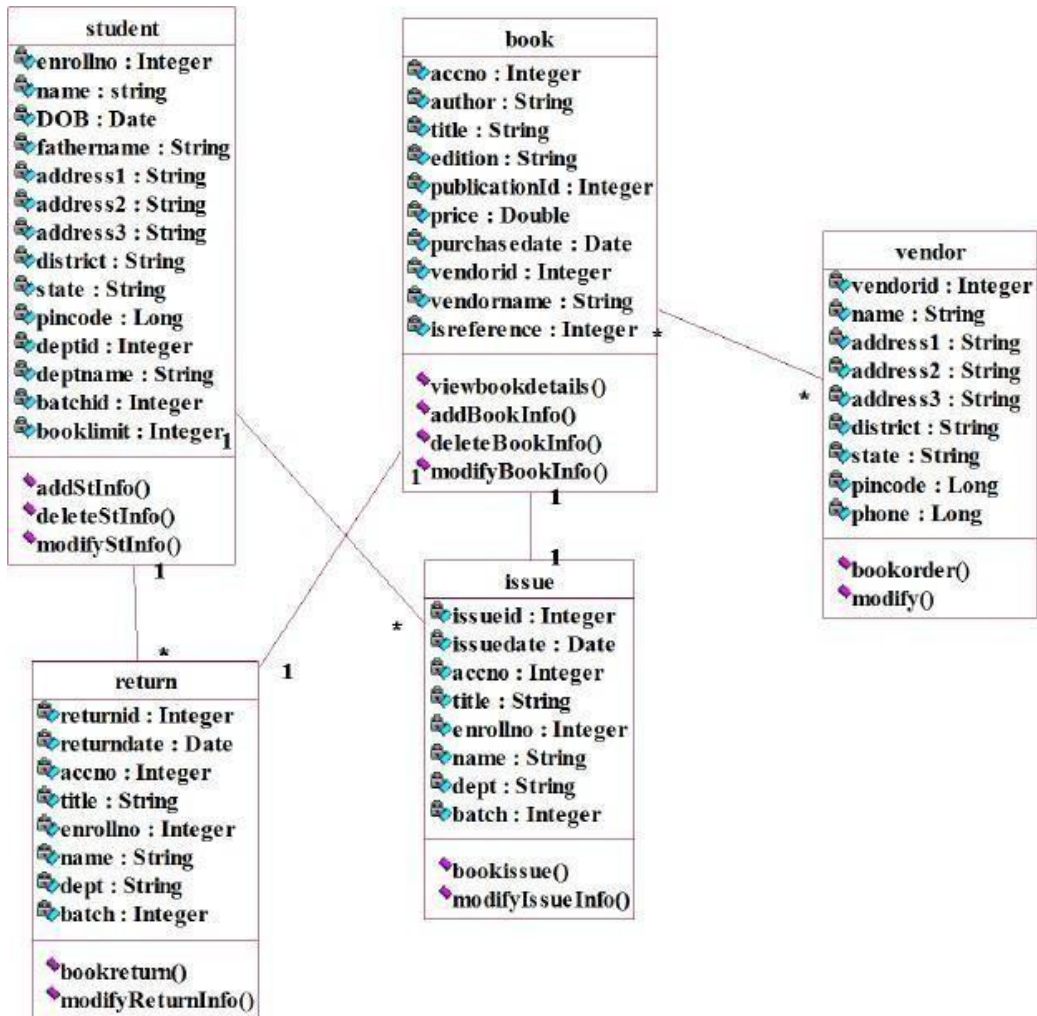 student
enrollno : Integer
name : string
DOB : Date
fathername : String
address1 : String
address2 : String
address3 : String
district : String
state : String
pincode : Long
deptid : Integer
deptname : String
batchid : Integer
booklimit : Integer
1
addStInfo()
deleteStInfo()
modifyStInfo()
1
book
accno : Integer
author : String
title : String
edition : String
publicationId : Integer
price : Double
purchasedate : Date
vendorid : Integer
vendorname : String
isreference : Integer
*
viewbookdetails()
addBookInfo()
deleteBookInfo()
modifyBookInfo()
1
1
vendor
vendorid : Integer
name : String
address1 : String
address2 : String
address3 : String
district : String
state : String
pincode : Long
phone : Long
*
bookorder()
modify()
*
1
return
returnid : Integer
returndate : Date
accno : Integer
title : String
enrollno : Integer
name : String
dept : String
batch : Integer
bookreturn()
modifyReturnInfo()
1
*
issue
issueid : Integer
issuedate : Date
accno : Integer
title : String
enrollno : Integer
name : String
dept : String
batch : Integer
bookissue()
modifyIssueInfo()